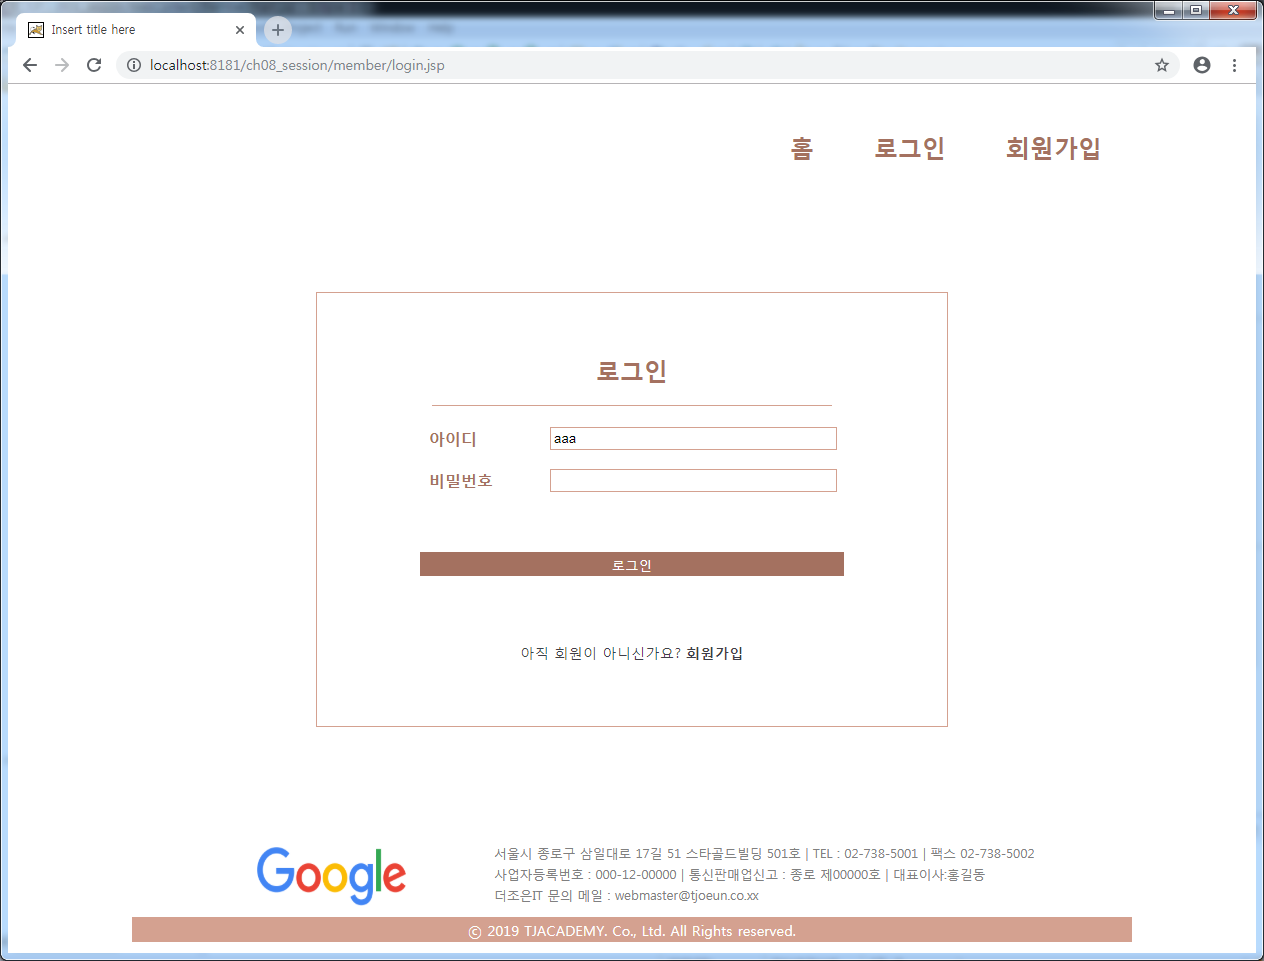 Insert title here
localhost:8181/ch08_session/member/login.jsp
홈 로그인 회원가입
로그인
아이디 aaa
비밀번호
로그인
아직 회원이 아니신가요? 회원가입
Google
서울시 종로구 삼일대로 17길 51 스타골드빌딩 501호 | TEL : 02-738-5001 | 팩스 02-738-5002
사업자등록번호 : 000-12-00000 | 통신판매업신고 : 종로 제00000호 | 대표이사:홍길동
더조은IT 문의 메일 : webmaster@tjoeun.co.xx
© 2019 TJACADEMY. Co., Ltd. All Rights reserved.